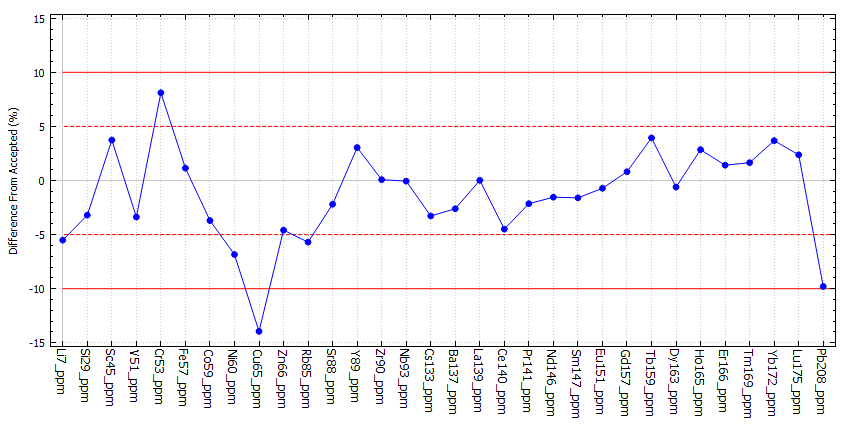 Difference From Accepted (%)
15
10
5
0
-5
-10
-15
Li7_ppm
Si29_ppm
Sc45_ppm
V51_ppm
Cr53_ppm
Fe57_ppm
Co59_ppm
Ni60_ppm
Cu65_ppm
Zn66_ppm
Rb85_ppm
Sr88_ppm
Y89_ppm
Zr90_ppm
Nb93_ppm
Cs133_ppm
Ba137_ppm
La139_ppm
Ce140_ppm
Pr141_ppm
Nd146_ppm
Sm147_ppm
Eu151_ppm
Gd157_ppm
Tb159_ppm
Dy163_ppm
Ho165_ppm
Er166_ppm
Tm169_ppm
Yb172_ppm
Lu175_ppm
Pb208_ppm